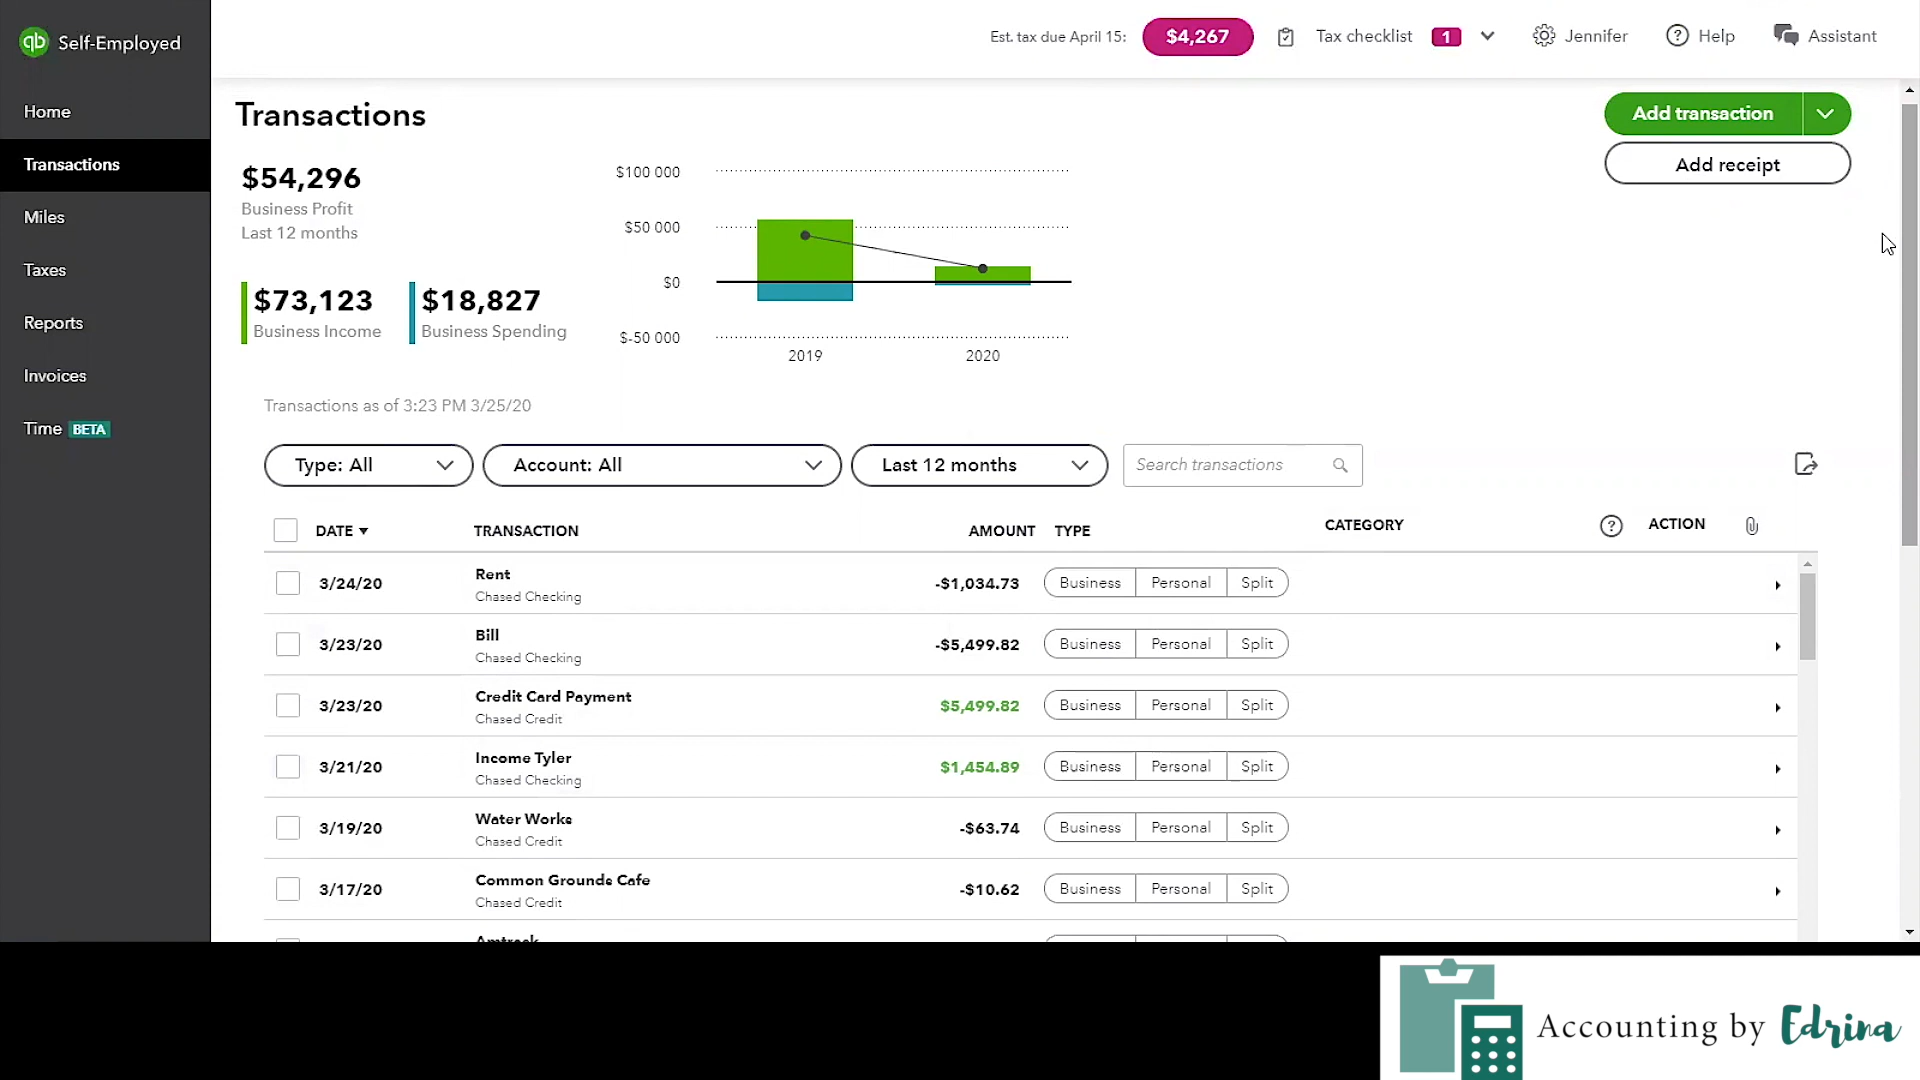 qb Self-Employed
Est. tax due April 15: $4,267 Tax checklist 1 Jennifer ? Help Assistant
Home
Transactions
Miles
Taxes
Reports
Invoices
Time BETA
Transactions
Add transaction
Add receipt
$54,296
Business Profit
Last 12 months
$73,123
Business Income
$18,827
Business Spending
$100 000
$50 000
$0
$-50 000
2019 2020
Transactions as of 3:23 PM 3/25/20
Type: All Account: All Last 12 months Search transactions
DATE TRANSACTION AMOUNT TYPE CATEGORY ? ACTION
3/24/20 Rent -$1,034.73 Business Personal Split
Chased Checking
3/23/20 Bill -$5,499.82 Business Personal Split
Chased Checking
3/23/20 Credit Card Payment $5,499.82 Business Personal Split
Chased Credit
3/21/20 Income Tyler $1,454.89 Business Personal Split
Chased Checking
3/19/20 Water Works -$63.74 Business Personal Split
Chased Credit
3/17/20 Common Grounds Cafe -$10.62 Business Personal Split
Chased Credit
Accounting by Edrina